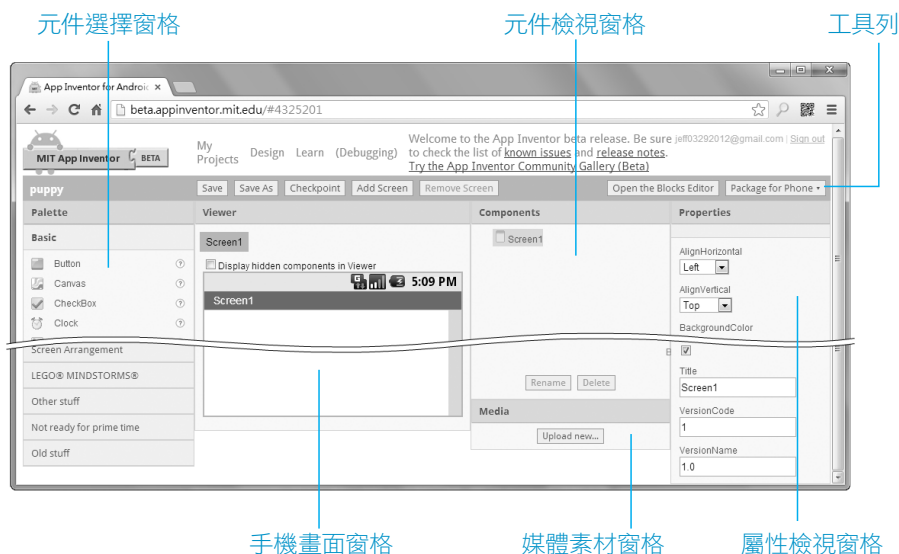 元件選擇窗格
元件檢視窗格
工具列
App Inventor for Androi
beta.appinventor.mit.edu/#4325201
MIT App Inventor BETA
My Projects Design Learn (Debugging)
Welcome to the App Inventor beta release. Be sure to check the list of known issues and release notes.
Try the App Inventor Community Gallery (Beta)
jeff03292012@gmail.com | Sign out
puppy
Save Save As Checkpoint Add Screen Remove Screen Open the Blocks Editor Package for Phone
Palette
Viewer
Components
Properties
Basic
Button
Canvas
CheckBox
Clock
Screen Arrangement
LEGO® MINDSTORMS®
Other stuff
Not ready for prime time
Old stuff
Screen1
Display hidden components in Viewer
5:09 PM
Screen1
Screen1
Rename Delete
Media
Upload new...
AlignHorizontal
Left
AlignVertical
Top
BackgroundColor
Title
Screen1
VersionCode
1
VersionName
1.0
手機畫面窗格
媒體素材窗格
屬性檢視窗格